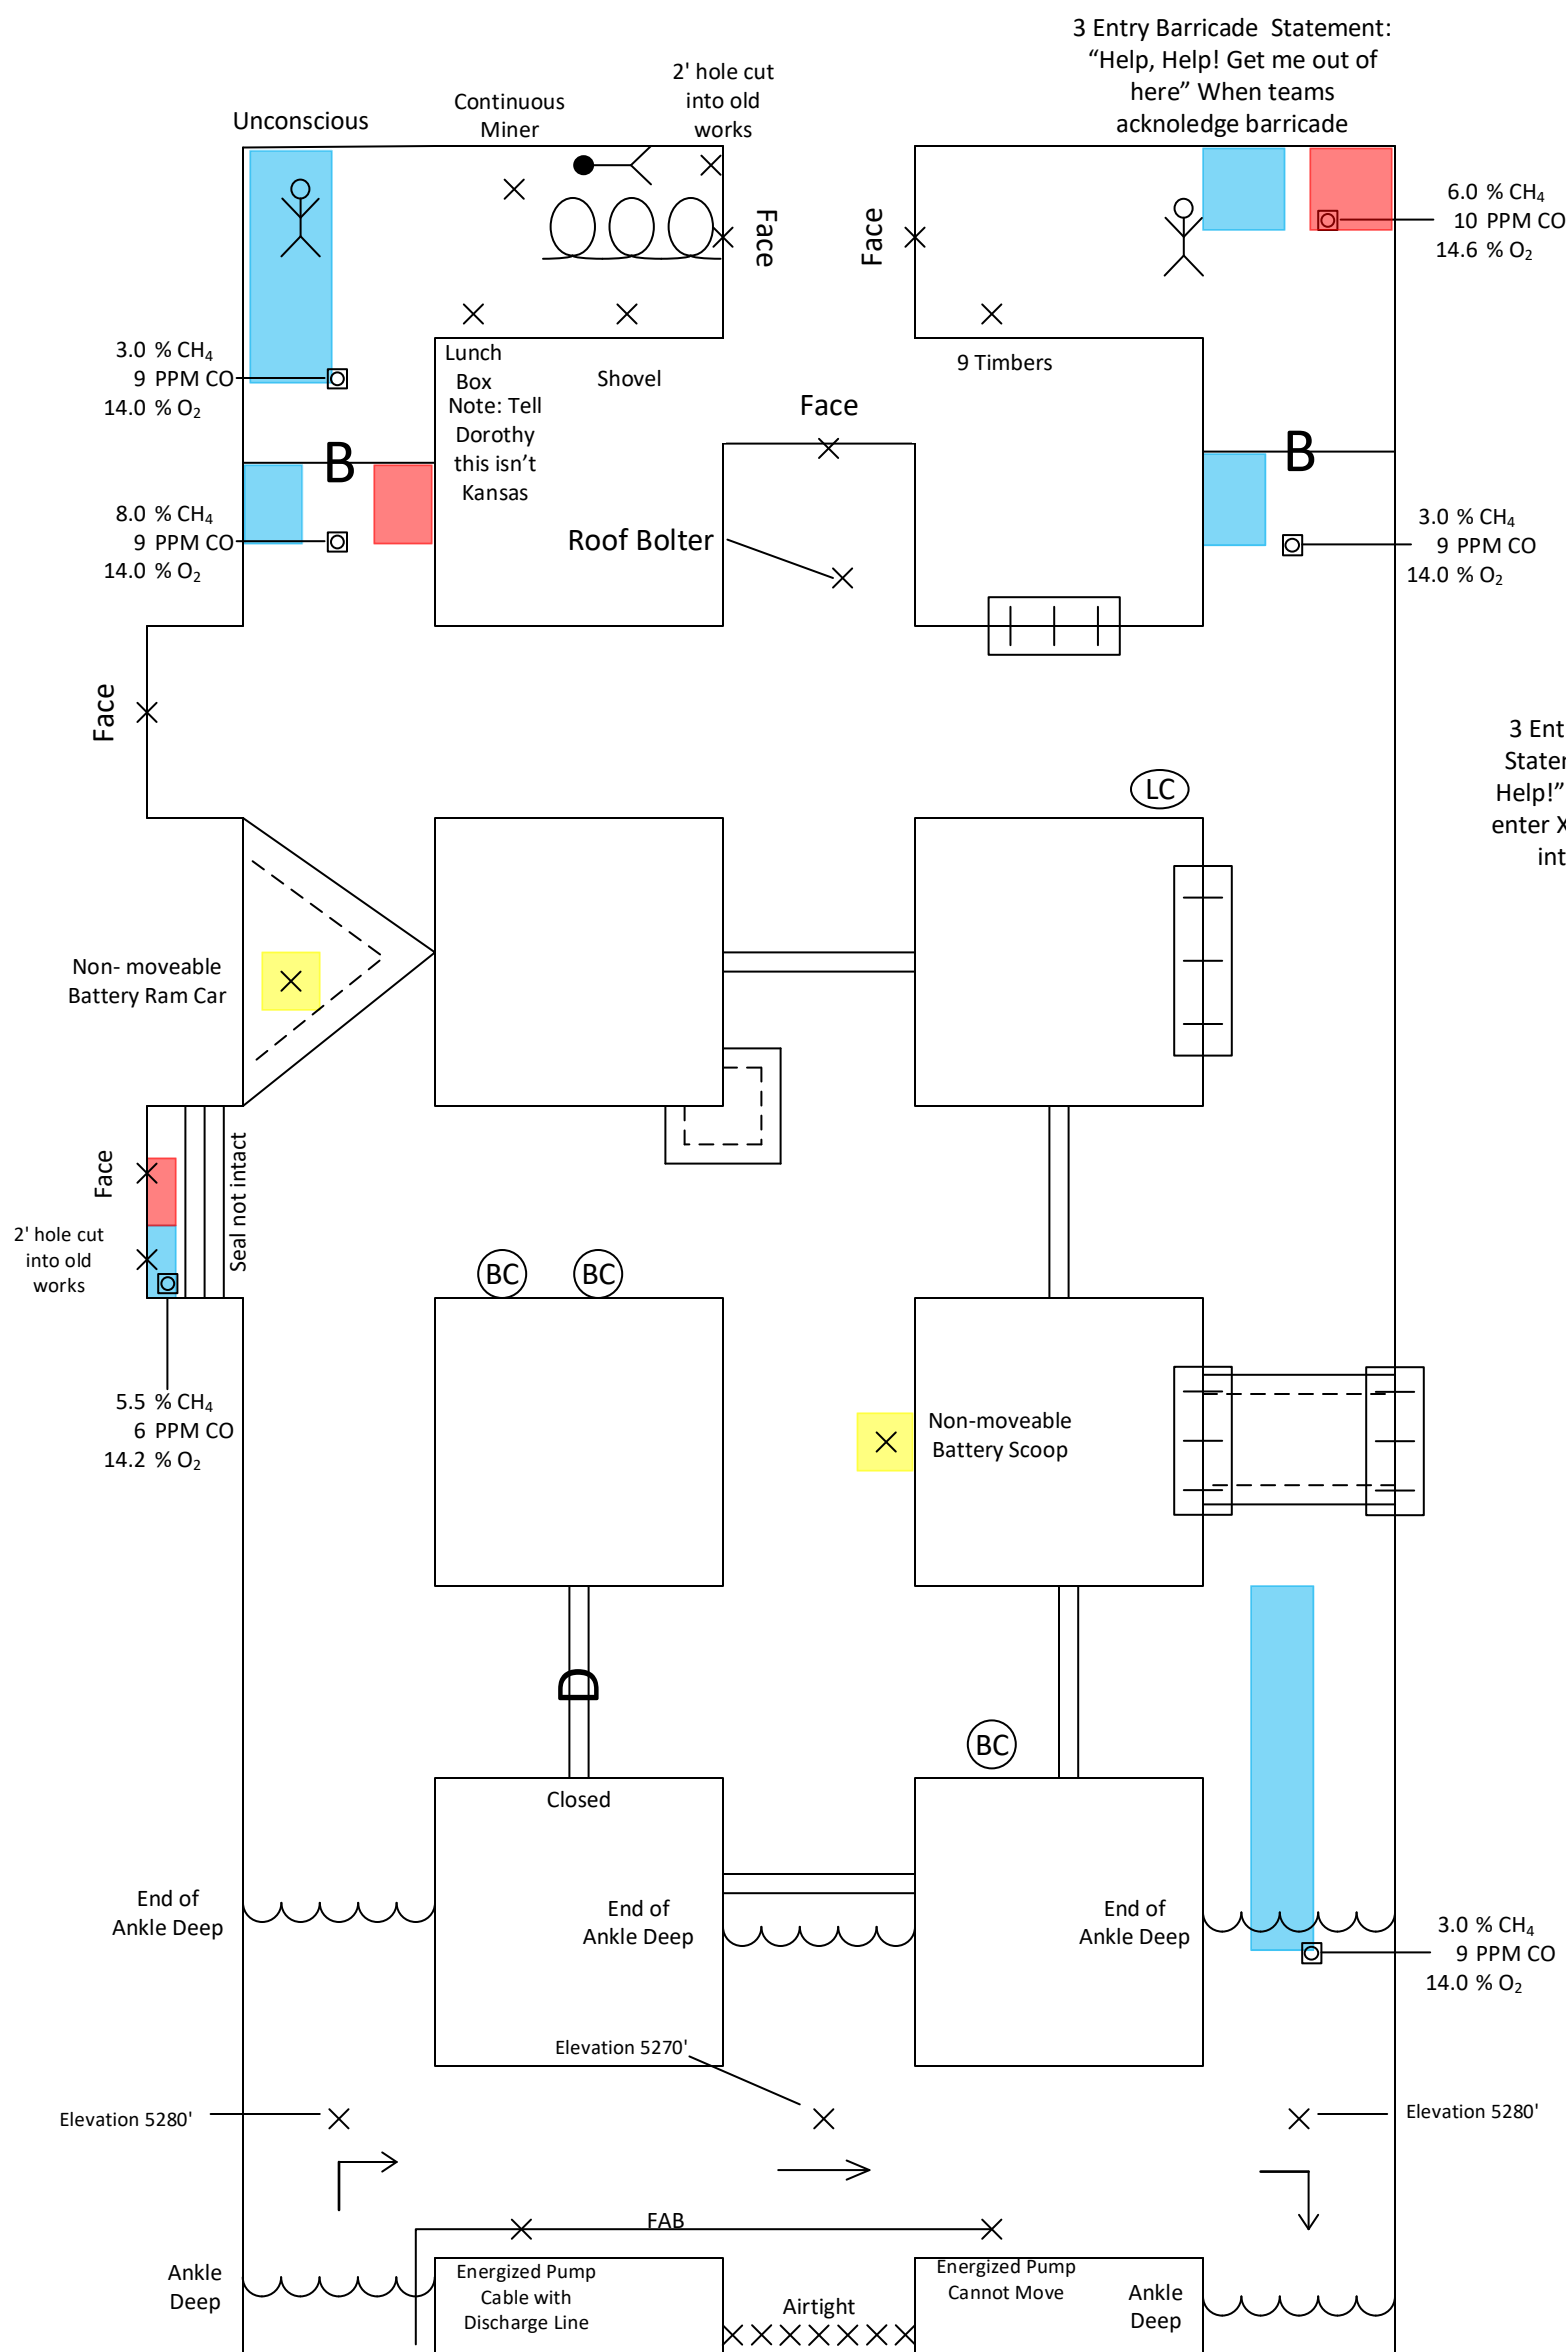 3 Entry Barricade Statement:
“Help, Help! Get me out of
here” When teams
acknoledge barricade
2' hole cut
into old
works
Continuous
Miner
Unconscious
Face
Face
6.0 % CH₄
10 PPM CO
14.6 % O₂
3.0 % CH₄
9 PPM CO
14.0 % O₂
Lunch
Box
Note: Tell
Dorothy
this isn’t
Kansas
Shovel
9 Timbers
Face
B
B
8.0 % CH₄
9 PPM CO
14.0 % O₂
Roof Bolter
3.0 % CH₄
9 PPM CO
14.0 % O₂
Face
3 Ent
Stater
Help!”
enter X
int
LC
Non- moveable
Battery Ram Car
Face
Seal not intact
2' hole cut
into old
works
BC
BC
5.5 % CH₄
6 PPM CO
14.2 % O₂
Non-moveable
Battery Scoop
D
BC
Closed
End of
Ankle Deep
End of
Ankle Deep
End of
Ankle Deep
3.0 % CH₄
9 PPM CO
14.0 % O₂
Elevation 5270'
Elevation 5280'
Elevation 5280'
FAB
Ankle
Deep
Energized Pump
Cable with
Discharge Line
Airtight
Energized Pump
Cannot Move
Ankle
Deep